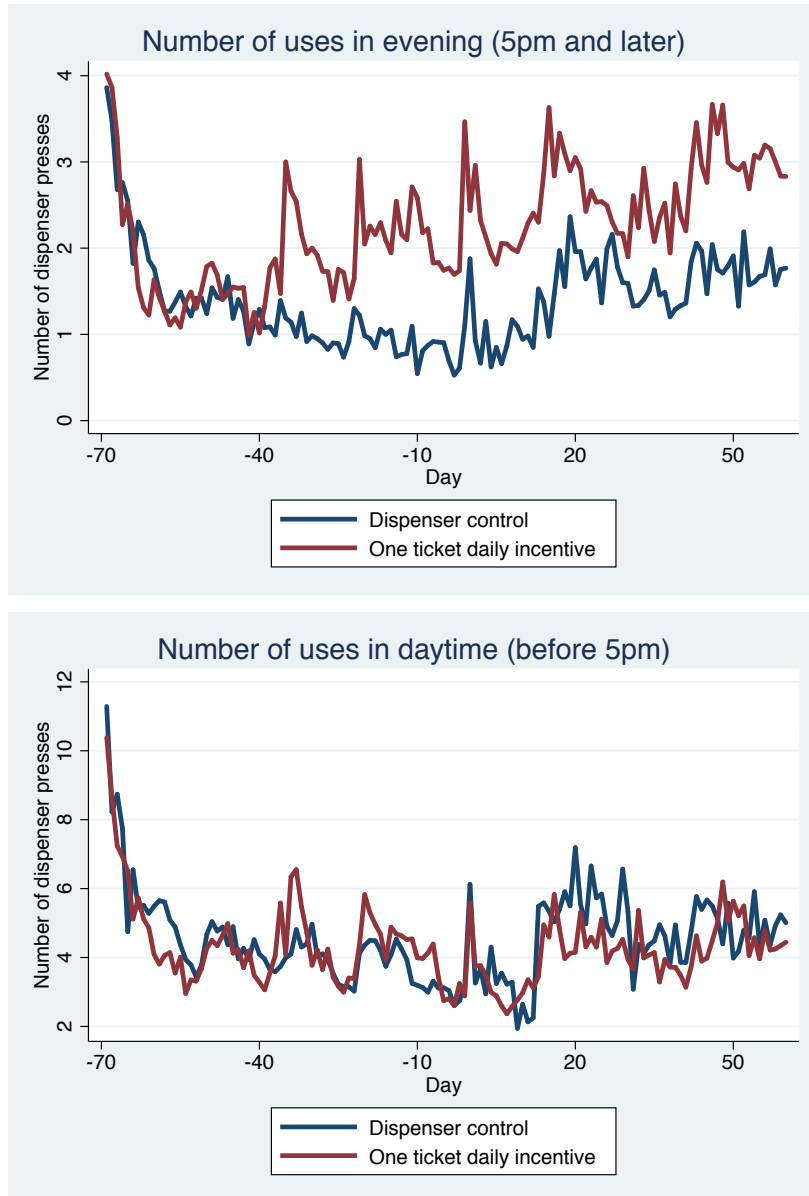 Number of uses in evening (5pm and later)
Number of dispenser presses
4
3
2
1
0
-70 -40 -10 20 50
Day
Dispenser control
One ticket daily incentive
Number of uses in daytime (before 5pm)
Number of dispenser presses
12
10
8
6
4
2
-70 -40 -10 20 50
Day
Dispenser control
One ticket daily incentive